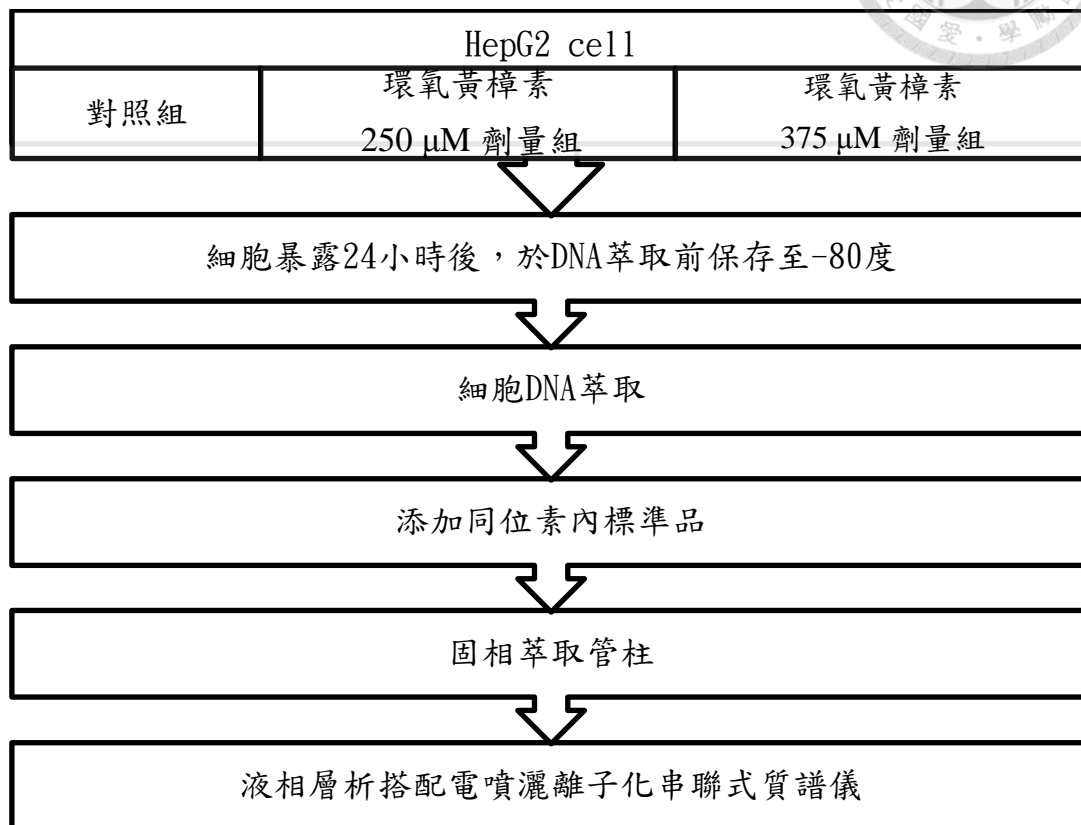 HepG2 cell
對照組
環氧黃樟素
250 μM 劑量組
環氧黃樟素
375 μM 劑量組
細胞暴露24小時後，於DNA萃取前保存至-80度
細胞DNA萃取
添加同位素內標準品
固相萃取管柱
液相層析搭配電噴灑離子化串聯式質譜儀
國愛·學勵